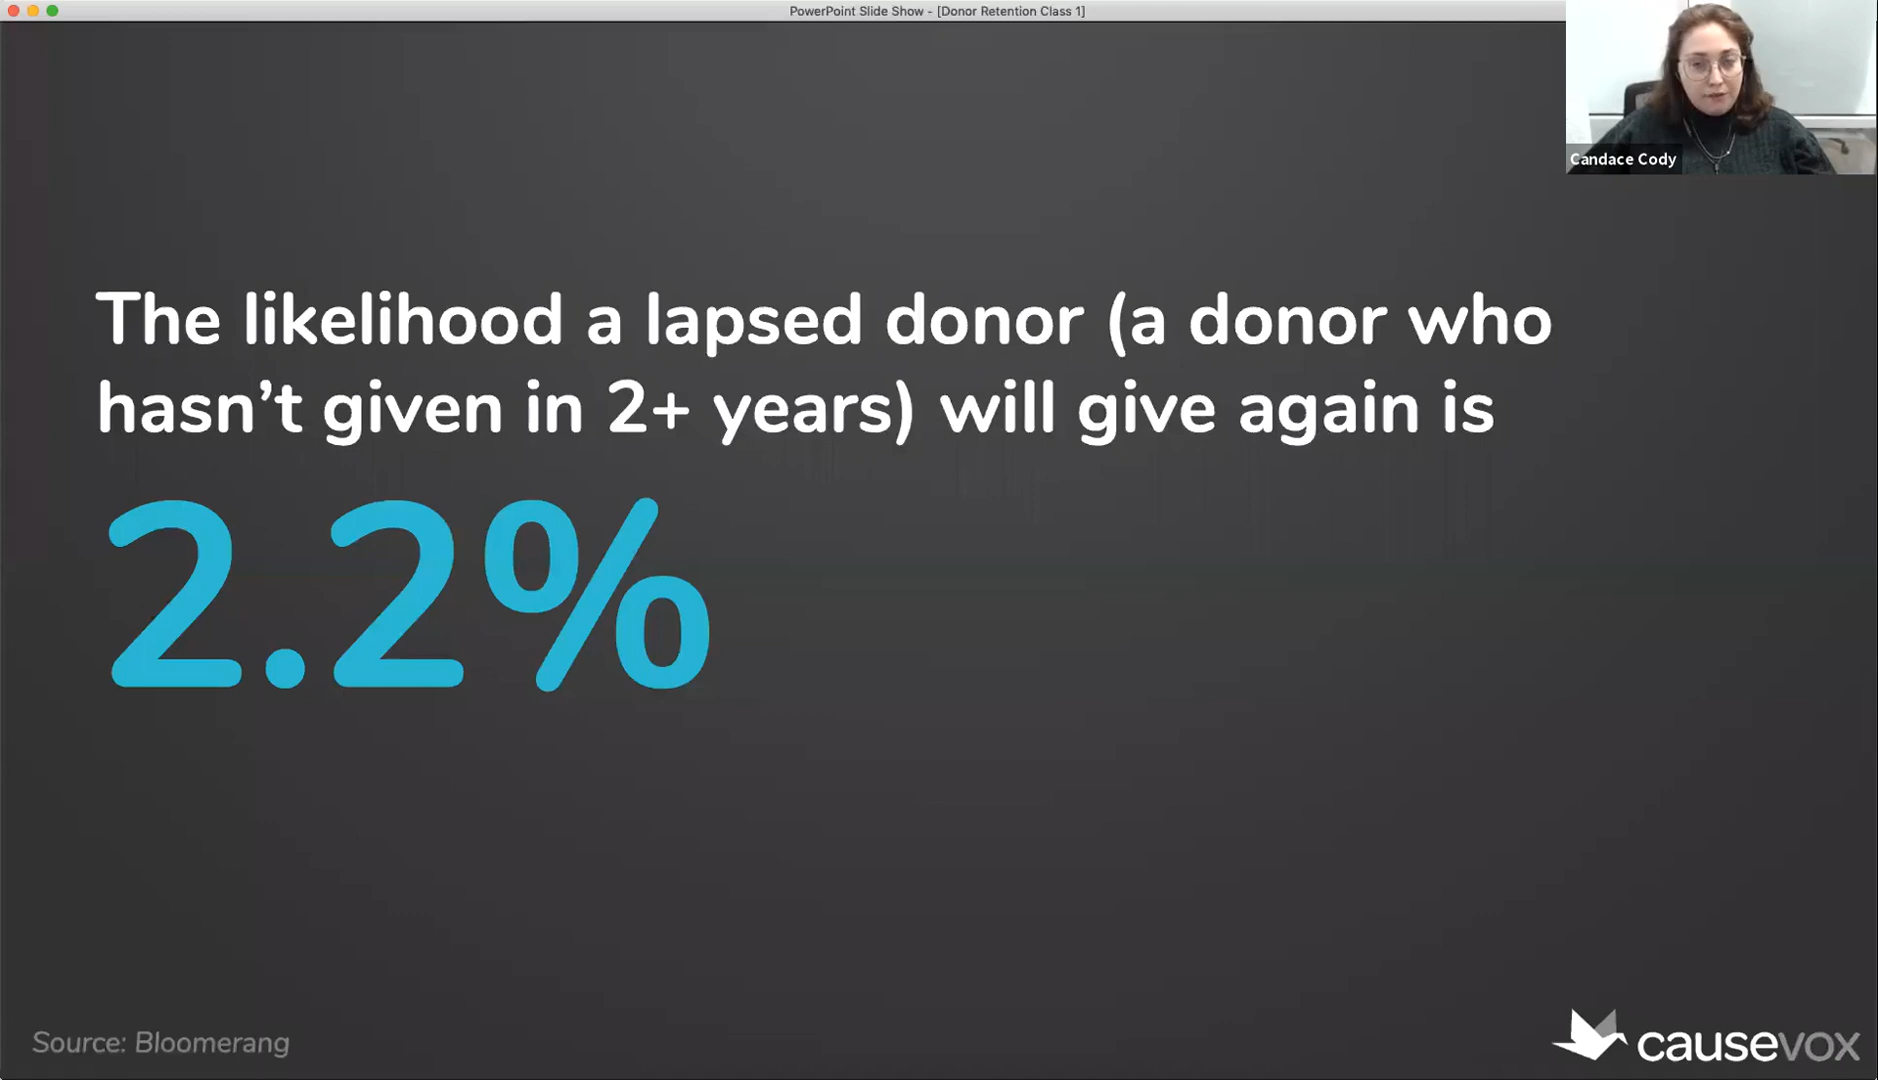 PowerPoint Slide Show - [Donor Retention Class 1]
Candace Cody
The likelihood a lapsed donor (a donor who
hasn’t given in 2+ years) will give again is
2.2%
Source: Bloomerang
causevox